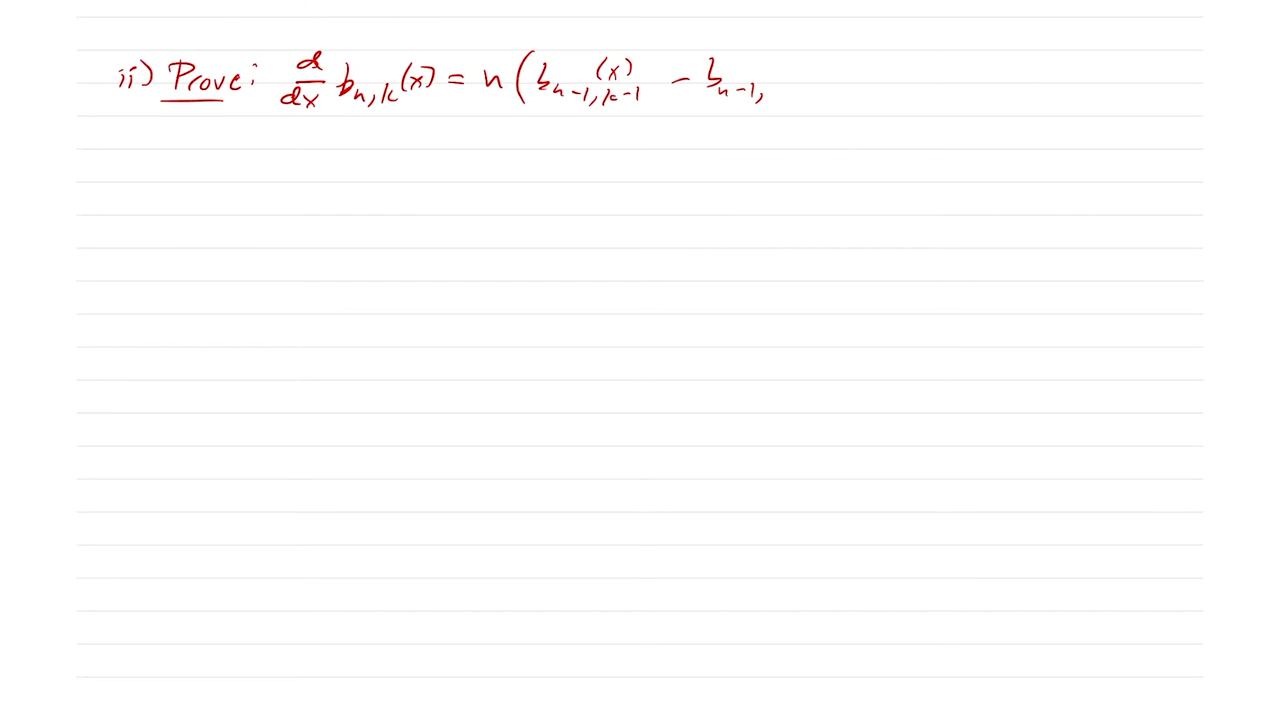 ii) Prove: d/dx b_{n,k}(x) = n ( b_{n-1,k-1}(x) - b_{n-1,